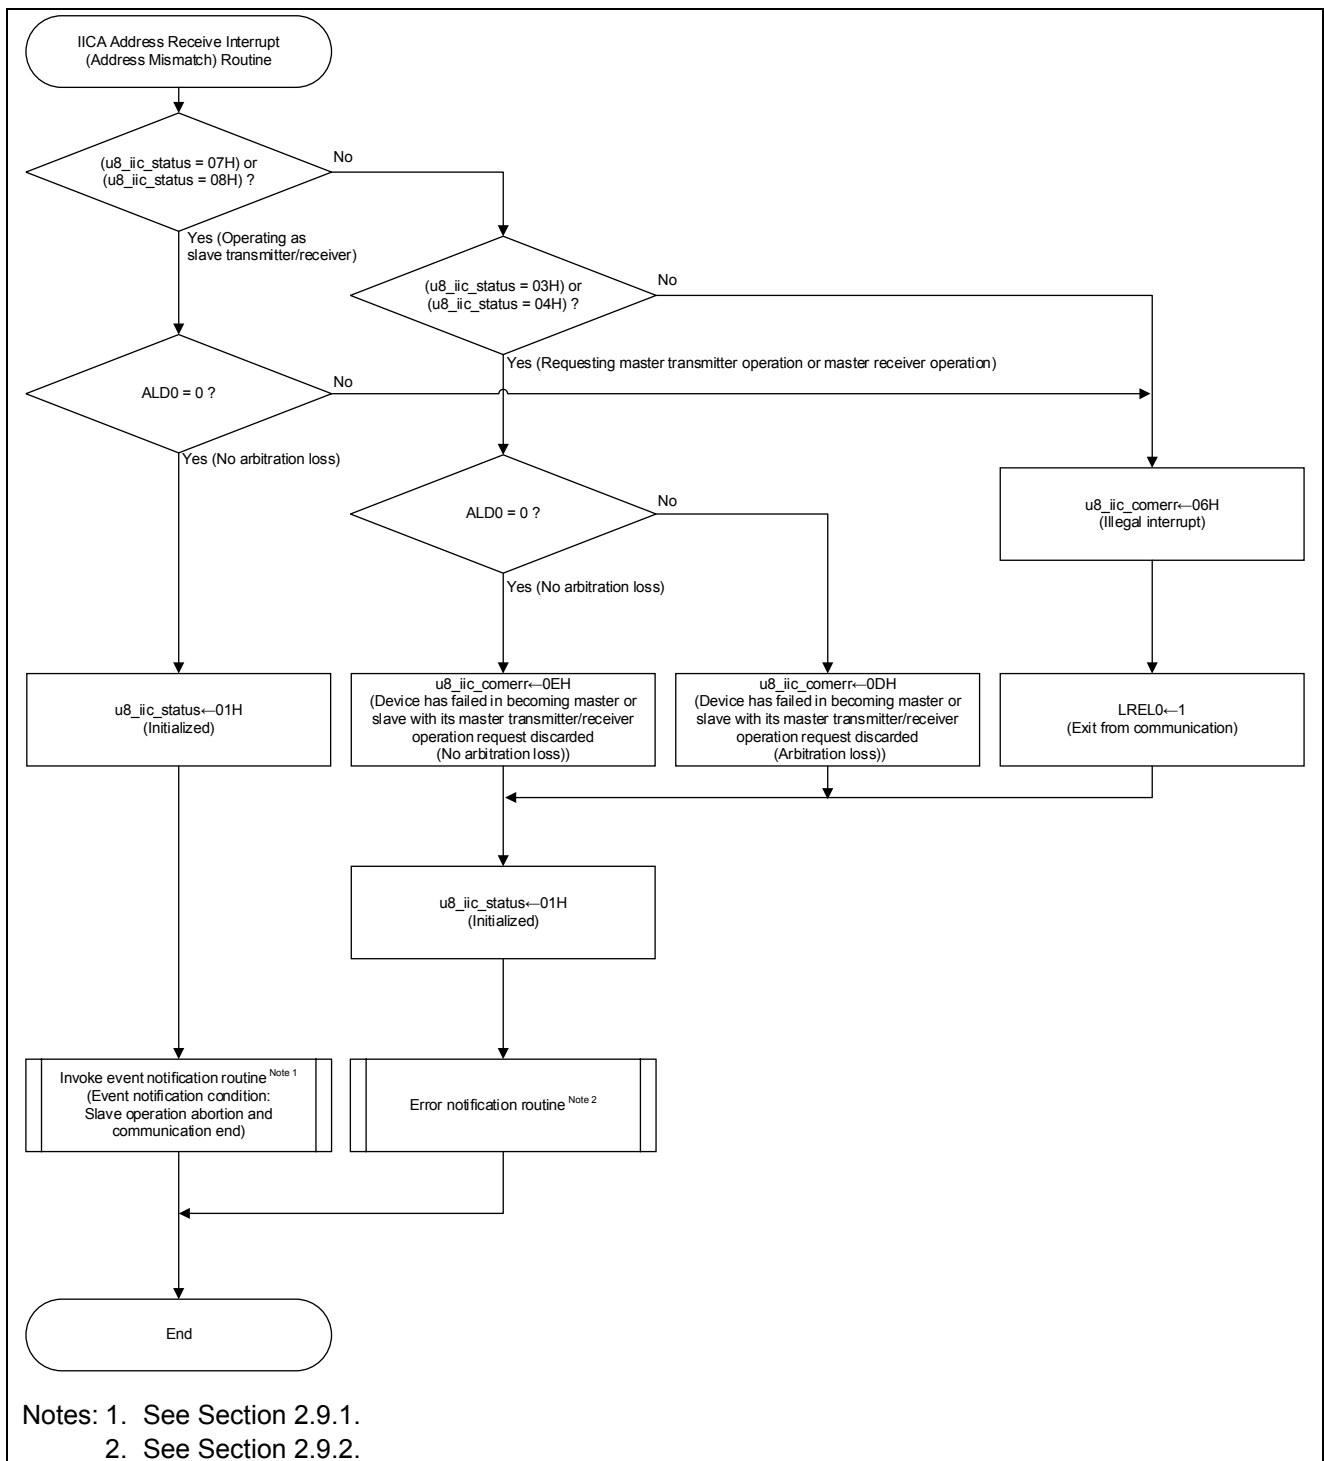 IICA Address Receive Interrupt
(Address Mismatch) Routine
(u8_iic_status = 07H) or
(u8_iic_status = 08H) ?
No
Yes (Operating as
slave transmitter/receiver)
(u8_iic_status = 03H) or
(u8_iic_status = 04H) ?
No
Yes (Requesting master transmitter operation or master receiver operation)
ALD0 = 0 ?
No
Yes (No arbitration loss)
ALD0 = 0 ?
No
Yes (No arbitration loss)
u8_iic_comerr←06H
(Illegal interrupt)
u8_iic_status←01H
(Initialized)
u8_iic_comerr←0EH
(Device has failed in becoming master or
slave with its master transmitter/receiver
operation request discarded
(No arbitration loss))
u8_iic_comerr←0DH
(Device has failed in becoming master or
slave with its master transmitter/receiver
operation request discarded
(Arbitration loss))
LREL0←1
(Exit from communication)
u8_iic_status←01H
(Initialized)
Invoke event notification routine Note 1
(Event notification condition:
Slave operation abortion and
communication end)
Error notification routine Note 2
End
Notes: 1. See Section 2.9.1.
2. See Section 2.9.2.